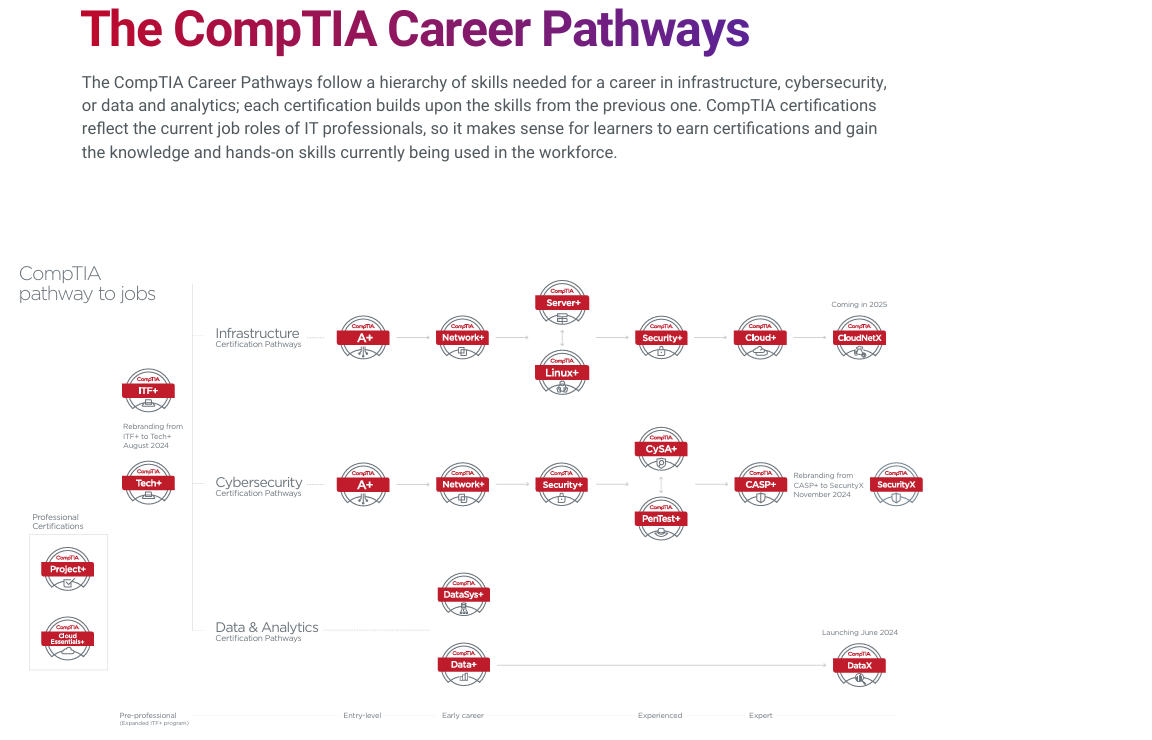 The CompTIA Career Pathways
The CompTIA Career Pathways follow a hierarchy of skills needed for a career in infrastructure, cybersecurity,
or data and analytics; each certification builds upon the skills from the previous one. CompTIA certifications
reflect the current job roles of IT professionals, so it makes sense for learners to earn certifications and gain
the knowledge and hands-on skills currently being used in the workforce.
CompTIA
pathway to jobs
Infrastructure
Certification Pathways
CompTIA
A+
CompTIA
Network+
CompTIA
Server+
CompTIA
Linux+
CompTIA
Security+
CompTIA
Cloud+
Coming in 2025
CompTIA
CloudNetX
CompTIA
ITF+
Rebranding from
ITF+ to Tech+
August 2024
CompTIA
Tech+
Cybersecurity
Certification Pathways
CompTIA
A+
CompTIA
Network+
CompTIA
Security+
CompTIA
CySA+
CompTIA
PenTest+
CompTIA
CASP+
Rebranding from
CASP+ to SecurityX
November 2024
CompTIA
SecurityX
Professional
Certifications
CompTIA
Project+
CompTIA
Cloud
Essentials+
Data & Analytics
Certification Pathways
CompTIA
DataSys+
CompTIA
Data+
Launching June 2024
CompTIA
DataX
Pre-professional
(Expanded ITF+ program)
Entry-level
Early career
Experienced
Expert